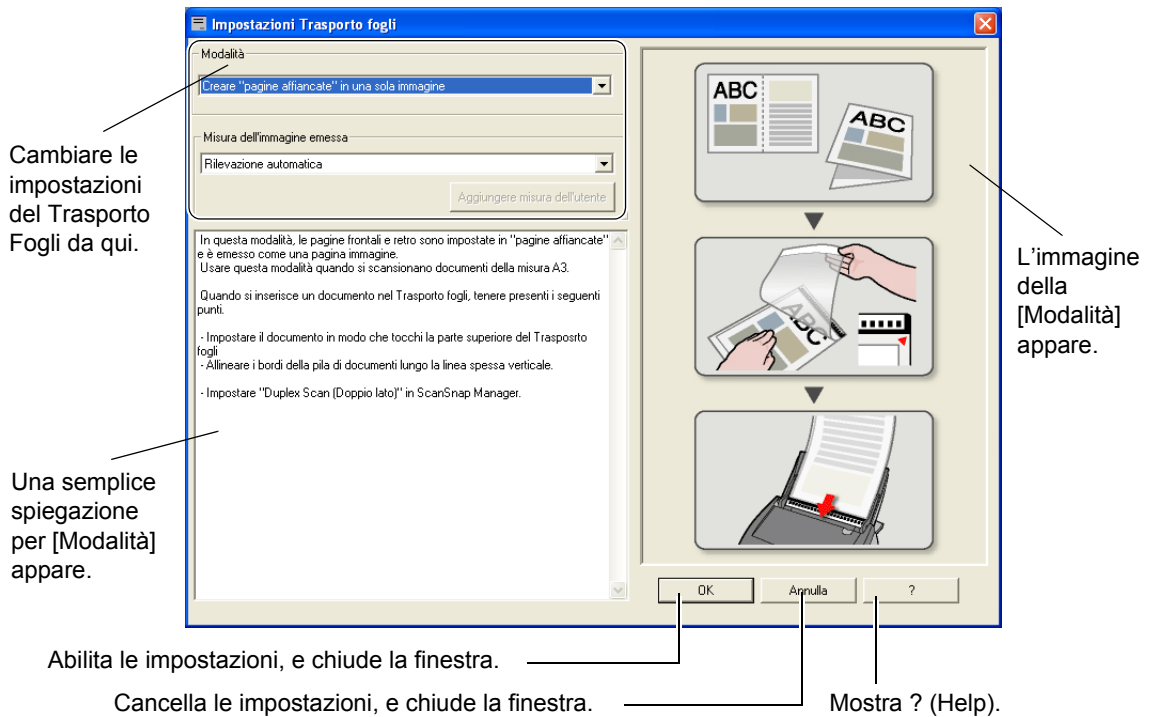 Impostazioni Trasporto fogli
Modalità
Creare "pagine affiancate" in una sola immagine
Misura dell'immagine emessa
Rilevazione automatica
Aggiungere misura dell'utente
In questa modalità, le pagine frontali e retro sono impostate in "pagine affiancate"
e è emesso come una pagina immagine.
Usare questa modalità quando si scansionano documenti della misura A3.
Quando si inserisce un documento nel Trasporto fogli, tenere presenti i seguenti
punti.
- Impostare il documento in modo che tocchi la parte superiore del Trasporto
fogli
- Allineare i bordi della pila di documenti lungo la linea spessa verticale.
- Impostare "Duplex Scan (Doppio lato)" in ScanSnap Manager.
ABC
ABC
ABC
OK
Annulla
?
Cambiare le
impostazioni
del Trasporto
Fogli da qui.
Una semplice
spiegazione
per [Modalità]
appare.
L'immagine
della
[Modalità]
appare.
Abilita le impostazioni, e chiude la finestra.
Cancella le impostazioni, e chiude la finestra.
Mostra ? (Help).